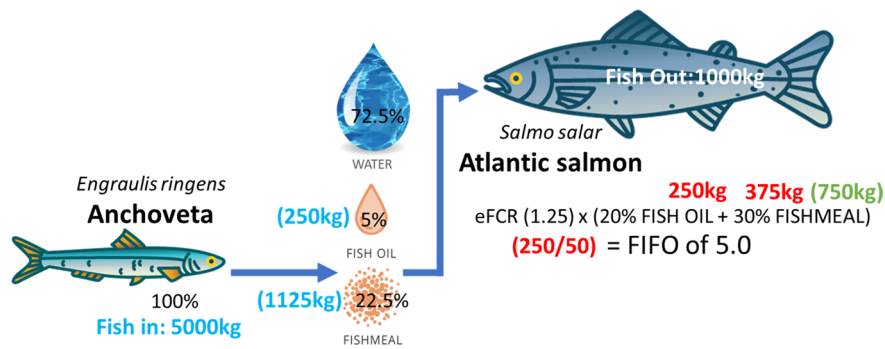 Fish Out:1000kg
72.5%
WATER
Salmo salar
Atlantic salmon
Engraulis ringens
Anchoveta
(250kg)
5%
FISH OIL
250kg 375kg (750kg)
eFCR (1.25) x (20% FISH OIL + 30% FISHMEAL)
(250/50) = FIFO of 5.0
100%
Fish in: 5000kg
(1125kg)
22.5%
FISHMEAL